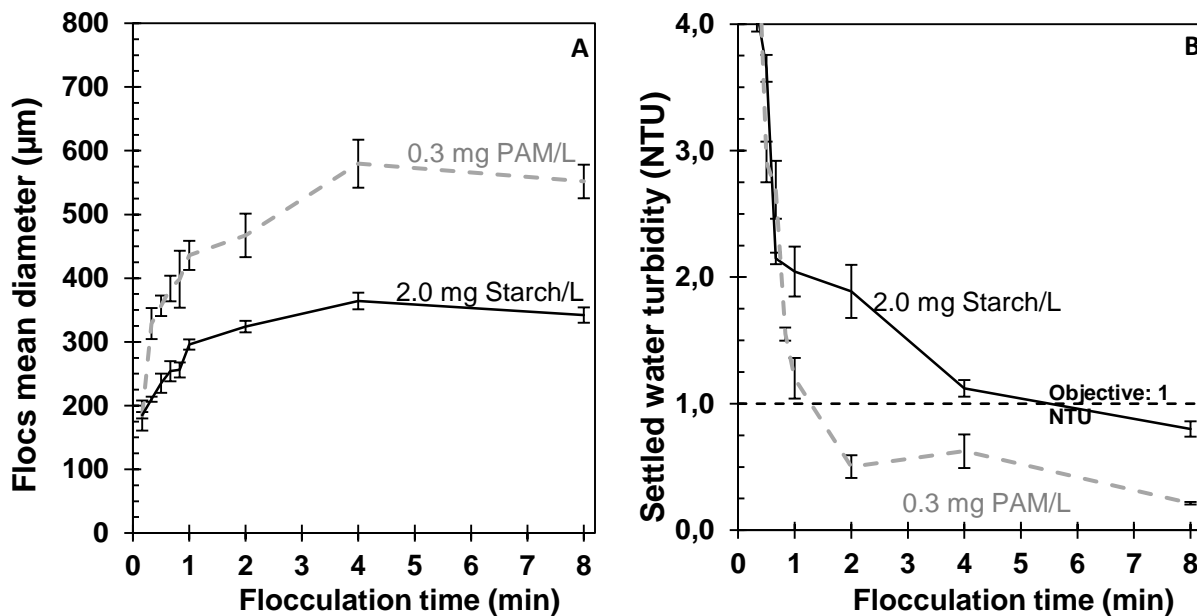 A
Flocs mean diameter (µm)
800
700
600
500
400
300
200
100
0
0.3 mg PAM/L
2.0 mg Starch/L
0 1 2 3 4 5 6 7 8
Flocculation time (min)
B
Settled water turbidity (NTU)
4,0
3,0
2,0
1,0
0,0
2.0 mg Starch/L
Objective: 1
NTU
0.3 mg PAM/L
0 1 2 3 4 5 6 7 8
Flocculation time (min)